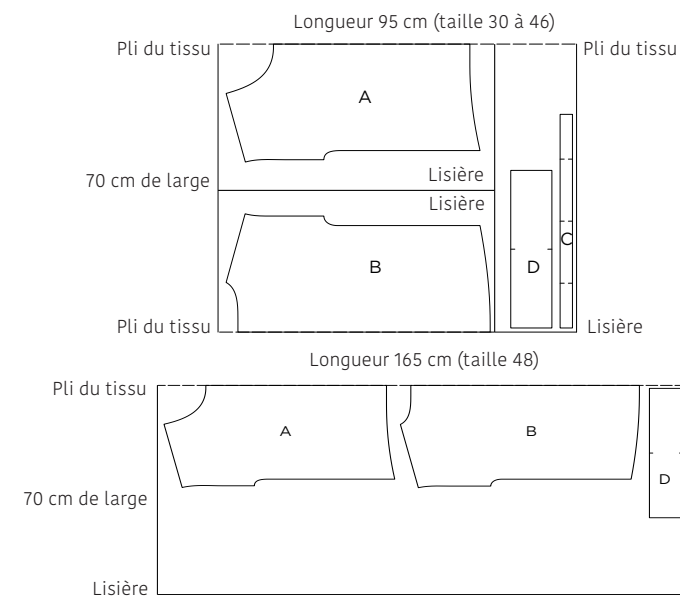 Longueur 95 cm (taille 30 à 46)
Pli du tissu
Pli du tissu
A
Lisière
70 cm de large
Lisière
C
B
D
Pli du tissu
Lisière
Longueur 165 cm (taille 48)
Pli du tissu
A
B
D
70 cm de large
Lisière